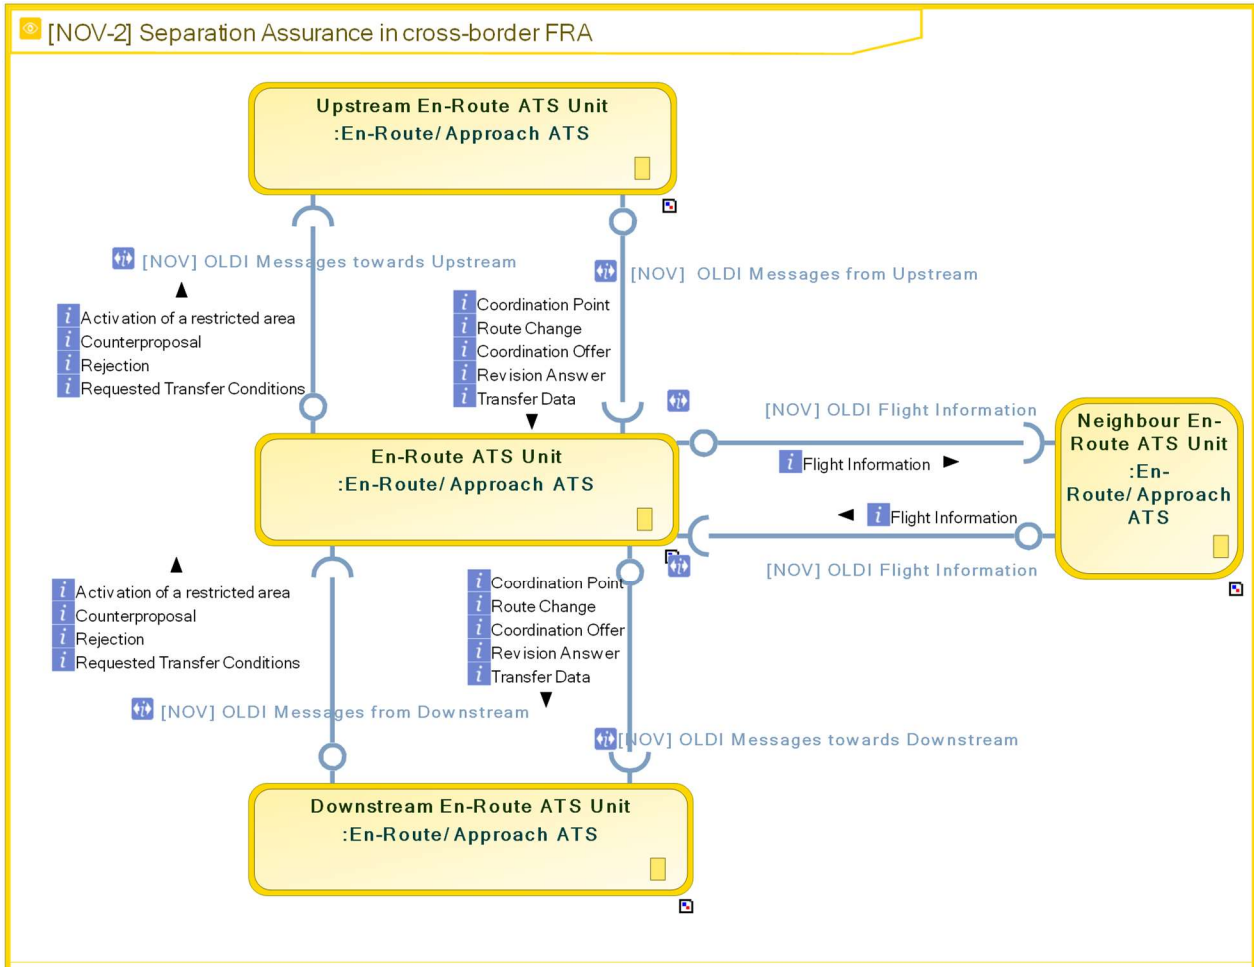 [NOV-2] Separation Assurance in cross-border FRA
Upstream En-Route ATS Unit
:En-Route/Approach ATS
[NOV] OLDI Messages towards Upstream
[NOV] OLDI Messages from Upstream
Activation of a restricted area
Counterproposal
Rejection
Requested Transfer Conditions
Coordination Point
Route Change
Coordination Offer
Revision Answer
Transfer Data
[NOV] OLDI Flight Information
Flight Information
Flight Information
[NOV] OLDI Flight Information
Neighbour En-
Route ATS Unit
:En-
Route/Approach
ATS
En-Route ATS Unit
:En-Route/Approach ATS
Activation of a restricted area
Counterproposal
Rejection
Requested Transfer Conditions
Coordination Point
Route Change
Coordination Offer
Revision Answer
Transfer Data
[NOV] OLDI Messages from Downstream
[NOV] OLDI Messages towards Downstream
Downstream En-Route ATS Unit
:En-Route/Approach ATS